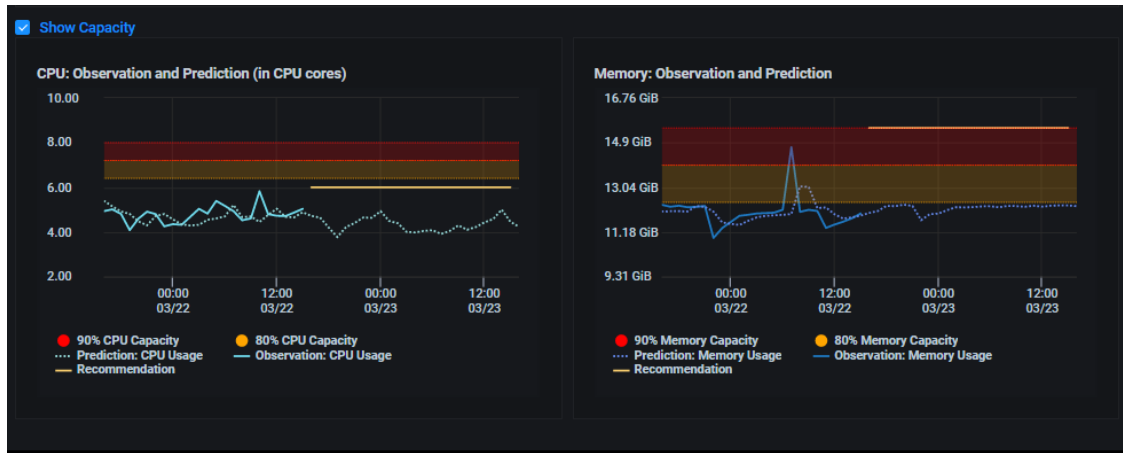 Show Capacity
CPU: Observation and Prediction (in CPU cores)
10.00
8.00
6.00
4.00
2.00
00:00 12:00 00:00 12:00
03/22 03/22 03/23 03/23
90% CPU Capacity 80% CPU Capacity
Prediction: CPU Usage Observation: CPU Usage
Recommendation
Memory: Observation and Prediction
16.76 GiB
14.9 GiB
13.04 GiB
11.18 GiB
9.31 GiB
00:00 12:00 00:00 12:00
03/22 03/22 03/23 03/23
90% Memory Capacity 80% Memory Capacity
Prediction: Memory Usage Observation: Memory Usage
Recommendation